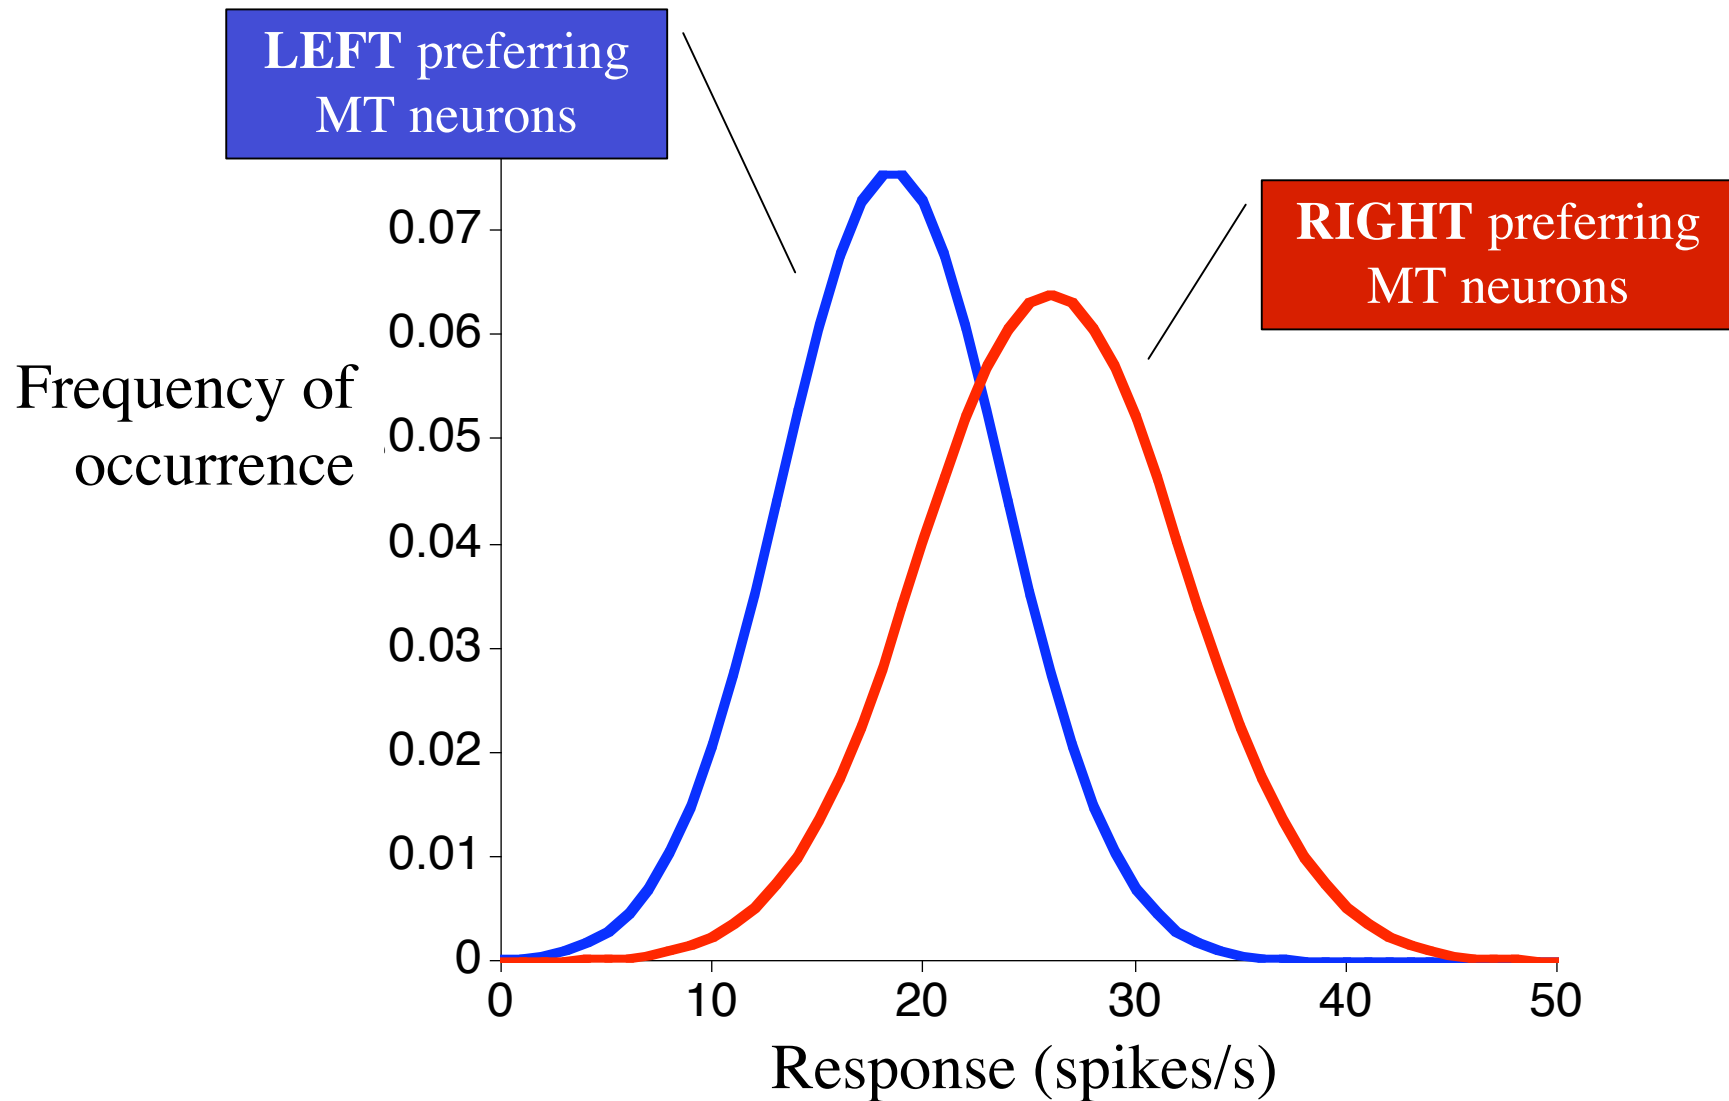 LEFT preferring
MT neurons
RIGHT preferring
MT neurons
Frequency of
occurrence
0.07
0.06
0.05
0.04
0.03
0.02
0.01
0
0 10 20 30 40 50
Response (spikes/s)